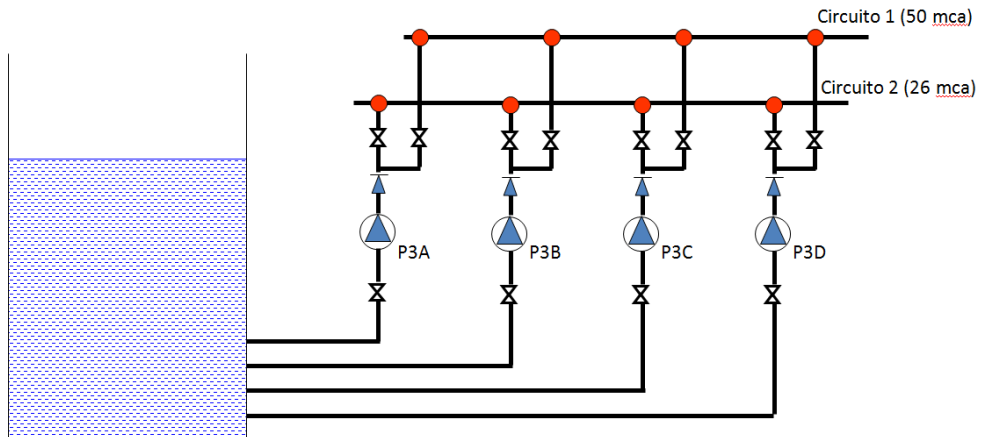 Circuito 1 (50 mca)
Circuito 2 (26 mca)
P3A
P3B
P3C
P3D